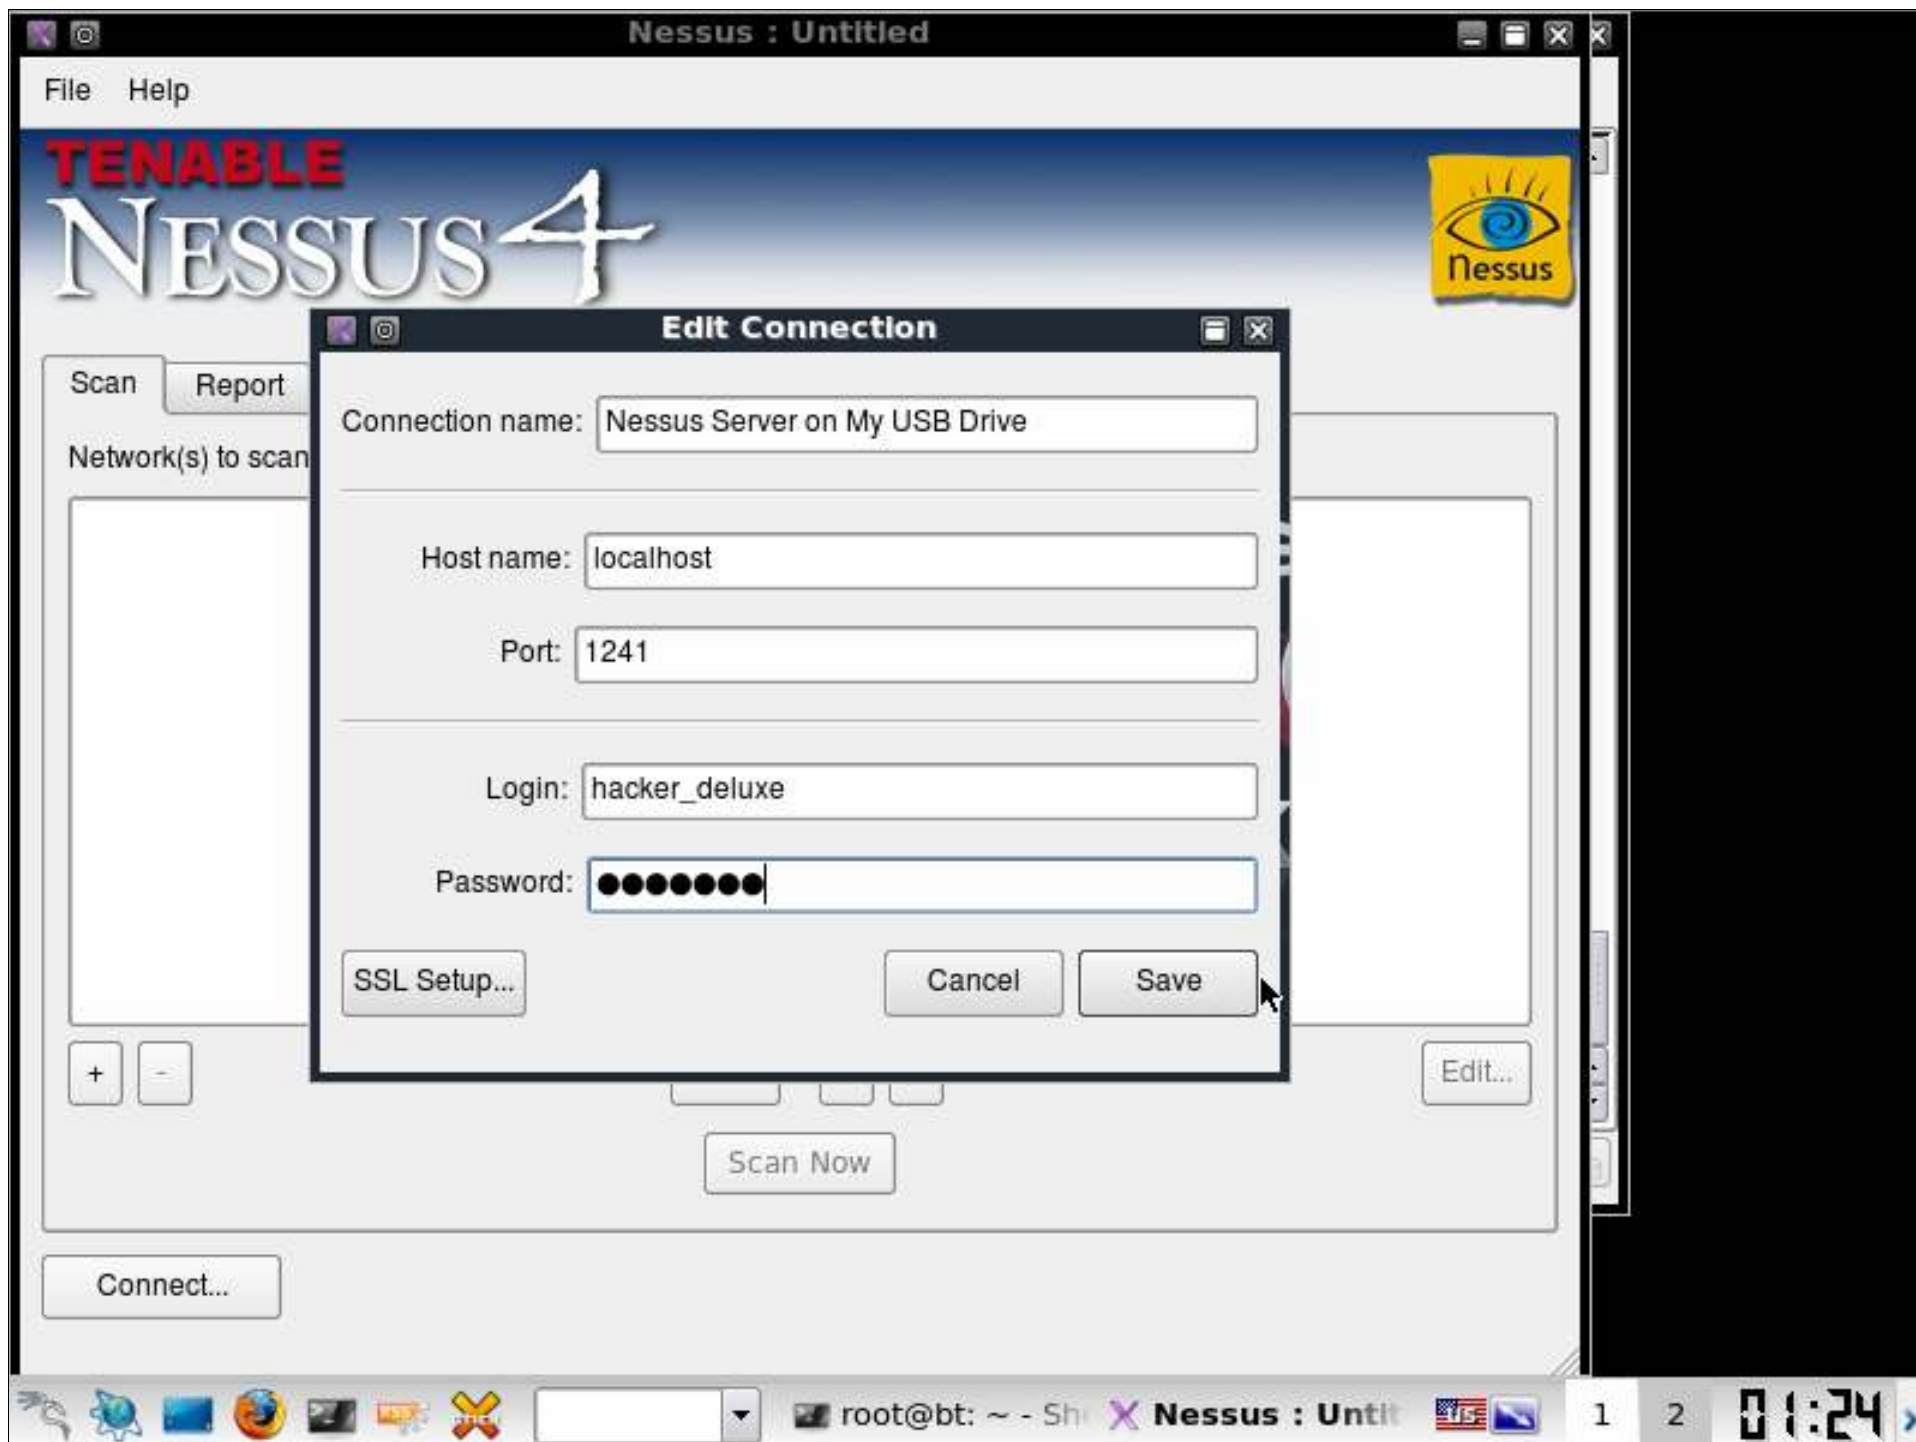 Nessus : Untitled
File Help
TENABLE
NESSUS 4
Nessus
Edit Connection
Scan Report
Connection name: Nessus Server on My USB Drive
Network(s) to scan
Host name: localhost
Port: 1241
Login: hacker_deluxe
Password: ●●●●●●●
SSL Setup... Cancel Save
+ - Edit...
Scan Now
Connect...
root@bt: ~ - Sh Nessus : Untit US 1 2 01:24